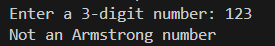 Enter a 3-digit number: 123
Not an Armstrong number